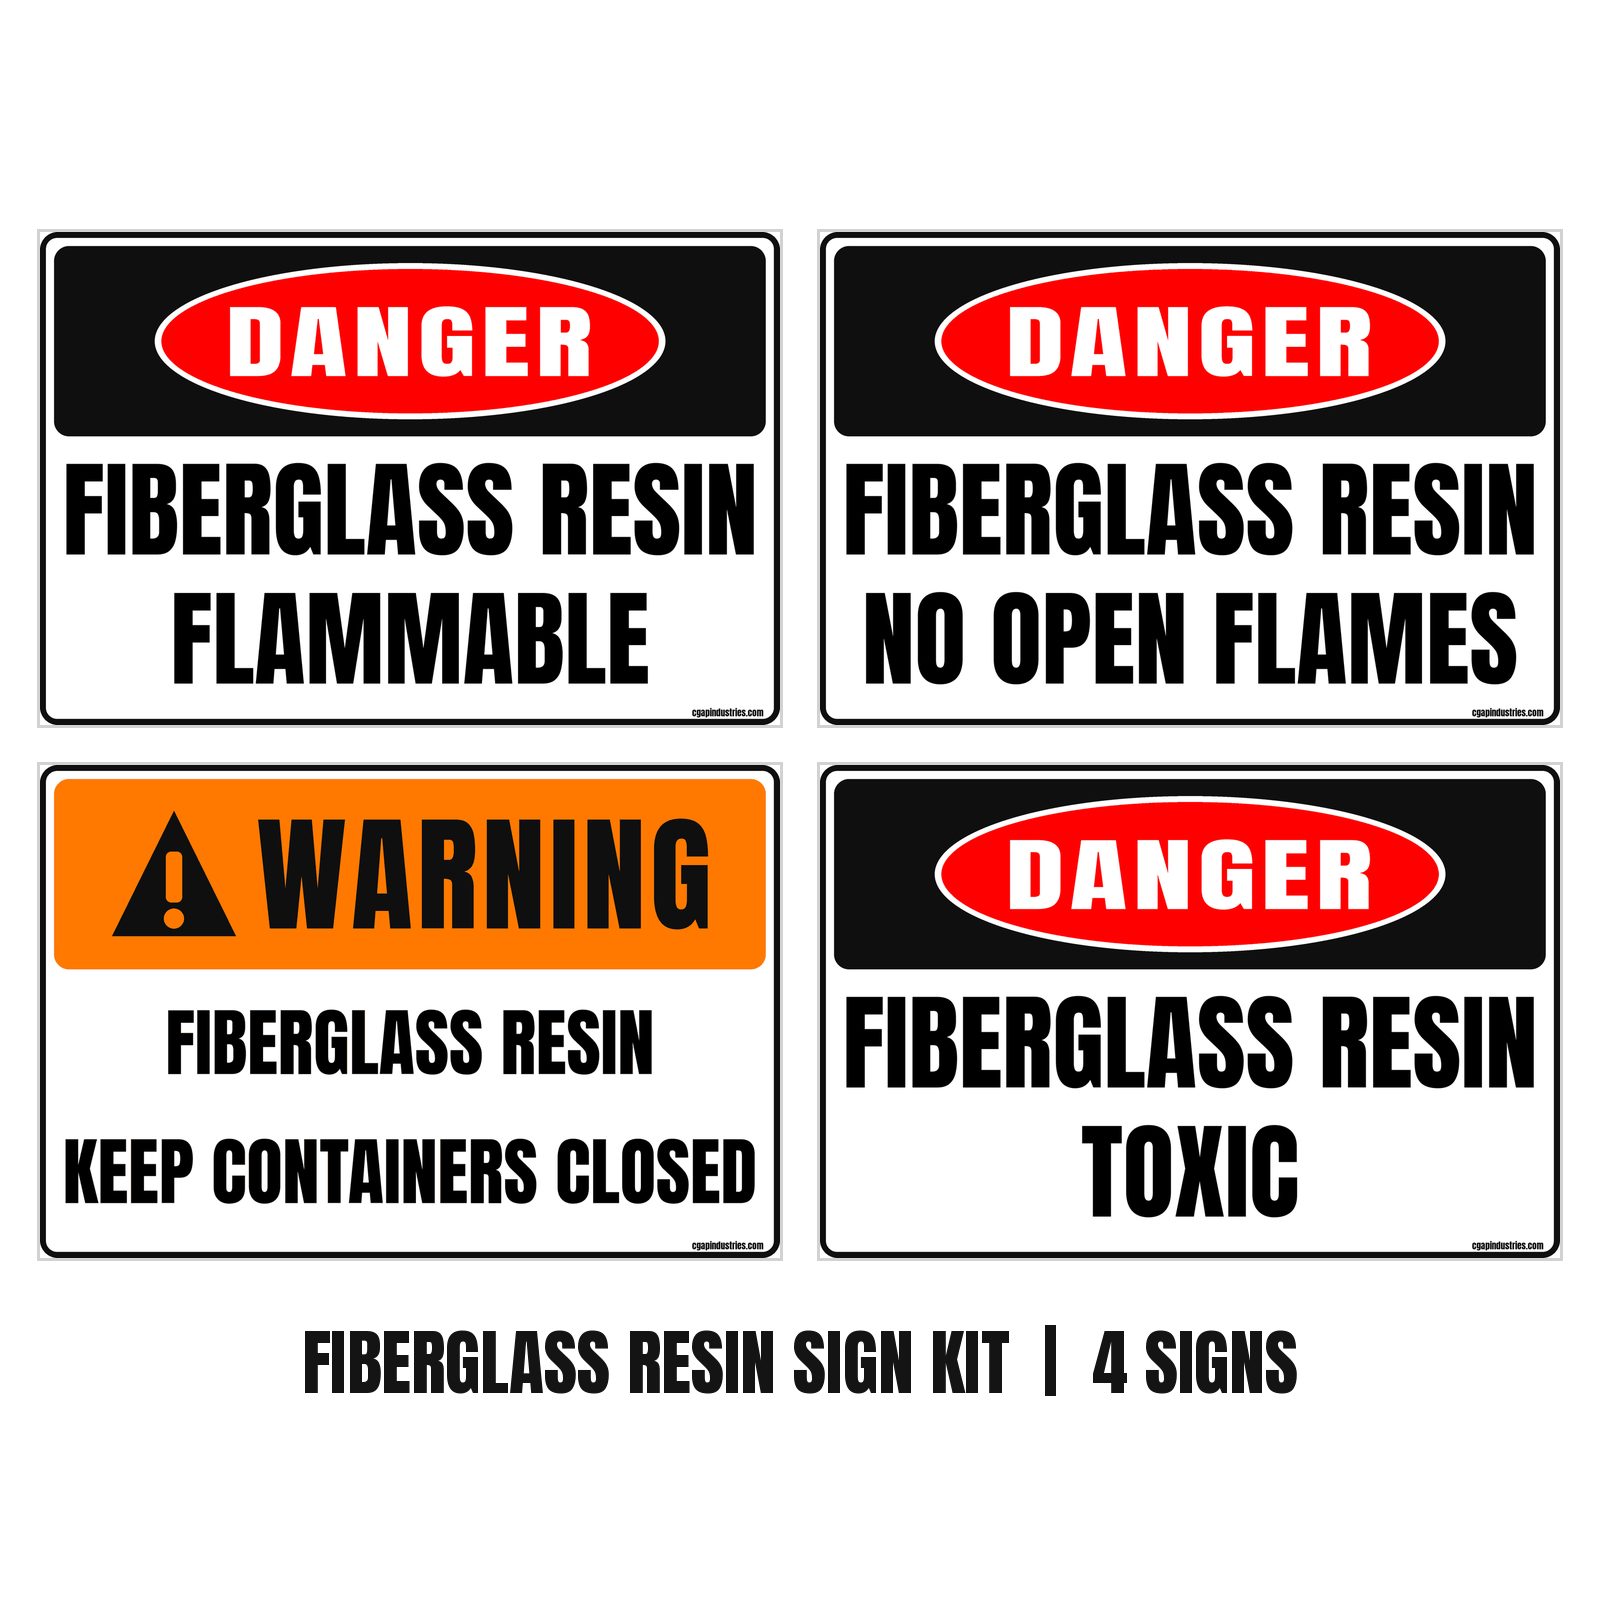 DANGER
FIBERGLASS RESIN
FLAMMABLE
cgapindustries.com
DANGER
FIBERGLASS RESIN
NO OPEN FLAMES
cgapindustries.com
WARNING
FIBERGLASS RESIN
KEEP CONTAINERS CLOSED
cgapindustries.com
DANGER
FIBERGLASS RESIN
TOXIC
cgapindustries.com
FIBERGLASS RESIN SIGN KIT | 4 SIGNS